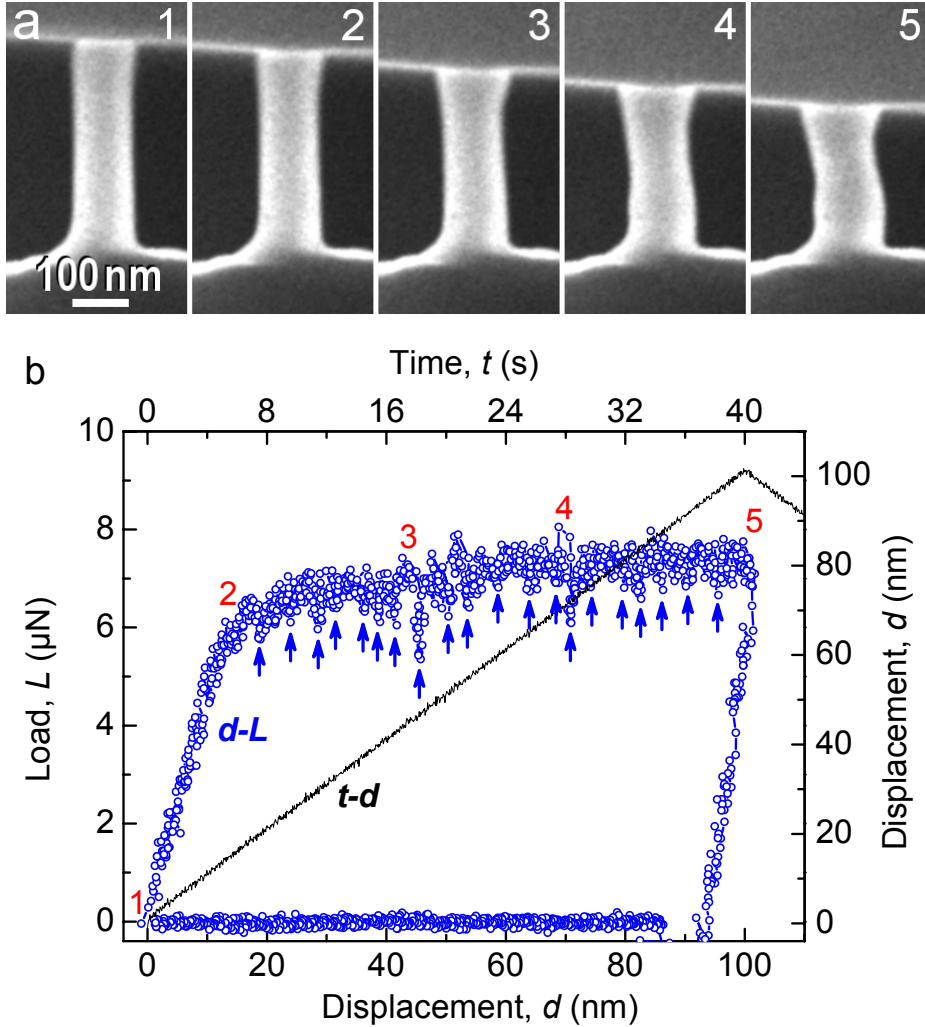 a 1 2 3 4 5
100 nm
b
Time, t (s)
0 8 16 24 32 40
10
8
6
4
2
0
Load, L (µN)
1
2
3
4
5
d-L
t-d
100
80
60
40
20
0
Displacement, d (nm)
0 20 40 60 80 100
Displacement, d (nm)